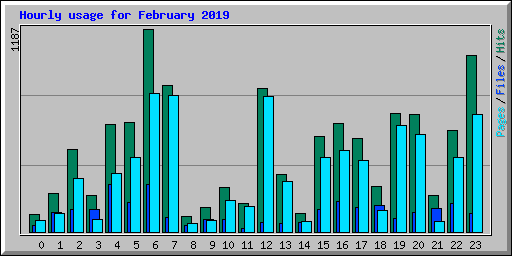 Hourly usage for February 2019
1187
Pages / Files / Hits
0 1 2 3 4 5 6 7 8 9 10 11 12 13 14 15 16 17 18 19 20 21 22 23